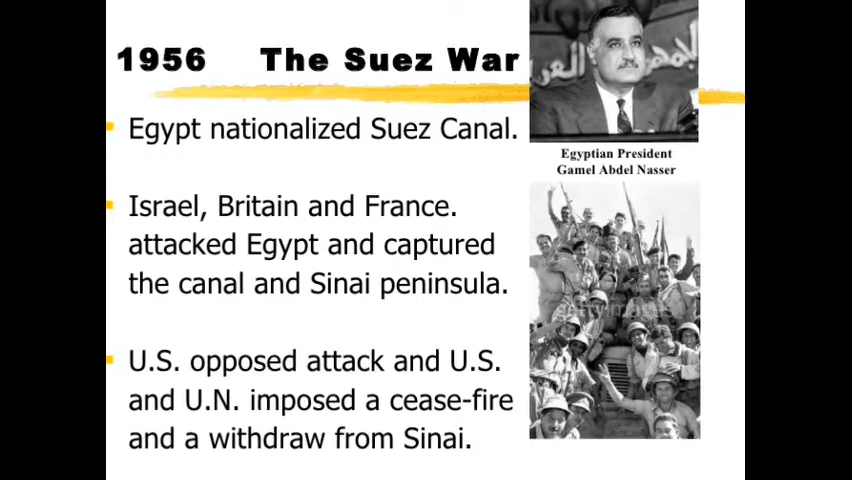 1956 The Suez War
Egypt nationalized Suez Canal.
Israel, Britain and France.
attacked Egypt and captured
the canal and Sinai peninsula.
U.S. opposed attack and U.S.
and U.N. imposed a cease-fire
and a withdraw from Sinai.
Egyptian President
Gamel Abdel Nasser
gettyimages